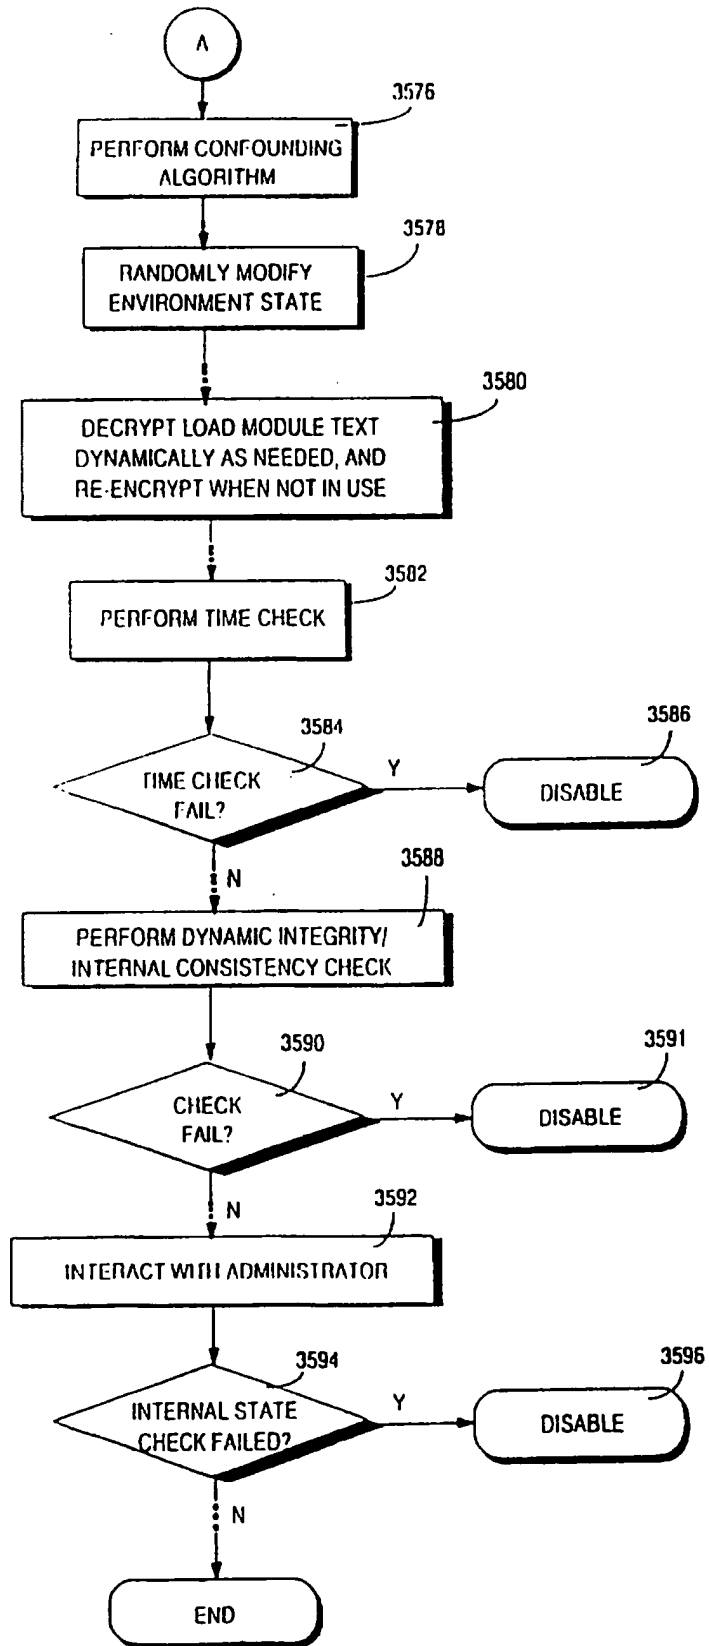 A
3576
PERFORM CONFOUNDING
ALGORITHM
3578
RANDOMLY MODIFY
ENVIRONMENT STATE
3580
DECRYPT LOAD MODULE TEXT
DYNAMICALLY AS NEEDED, AND
RE-ENCRYPT WHEN NOT IN USE
3582
PERFORM TIME CHECK
3584
TIME CHECK
FAIL?
Y
3586
DISABLE
N
3588
PERFORM DYNAMIC INTEGRITY/
INTERNAL CONSISTENCY CHECK
3590
CHECK
FAIL?
Y
3591
DISABLE
N
3592
INTERACT WITH ADMINISTRATOR
3594
INTERNAL STATE
CHECK FAILED?
Y
3596
DISABLE
N
END